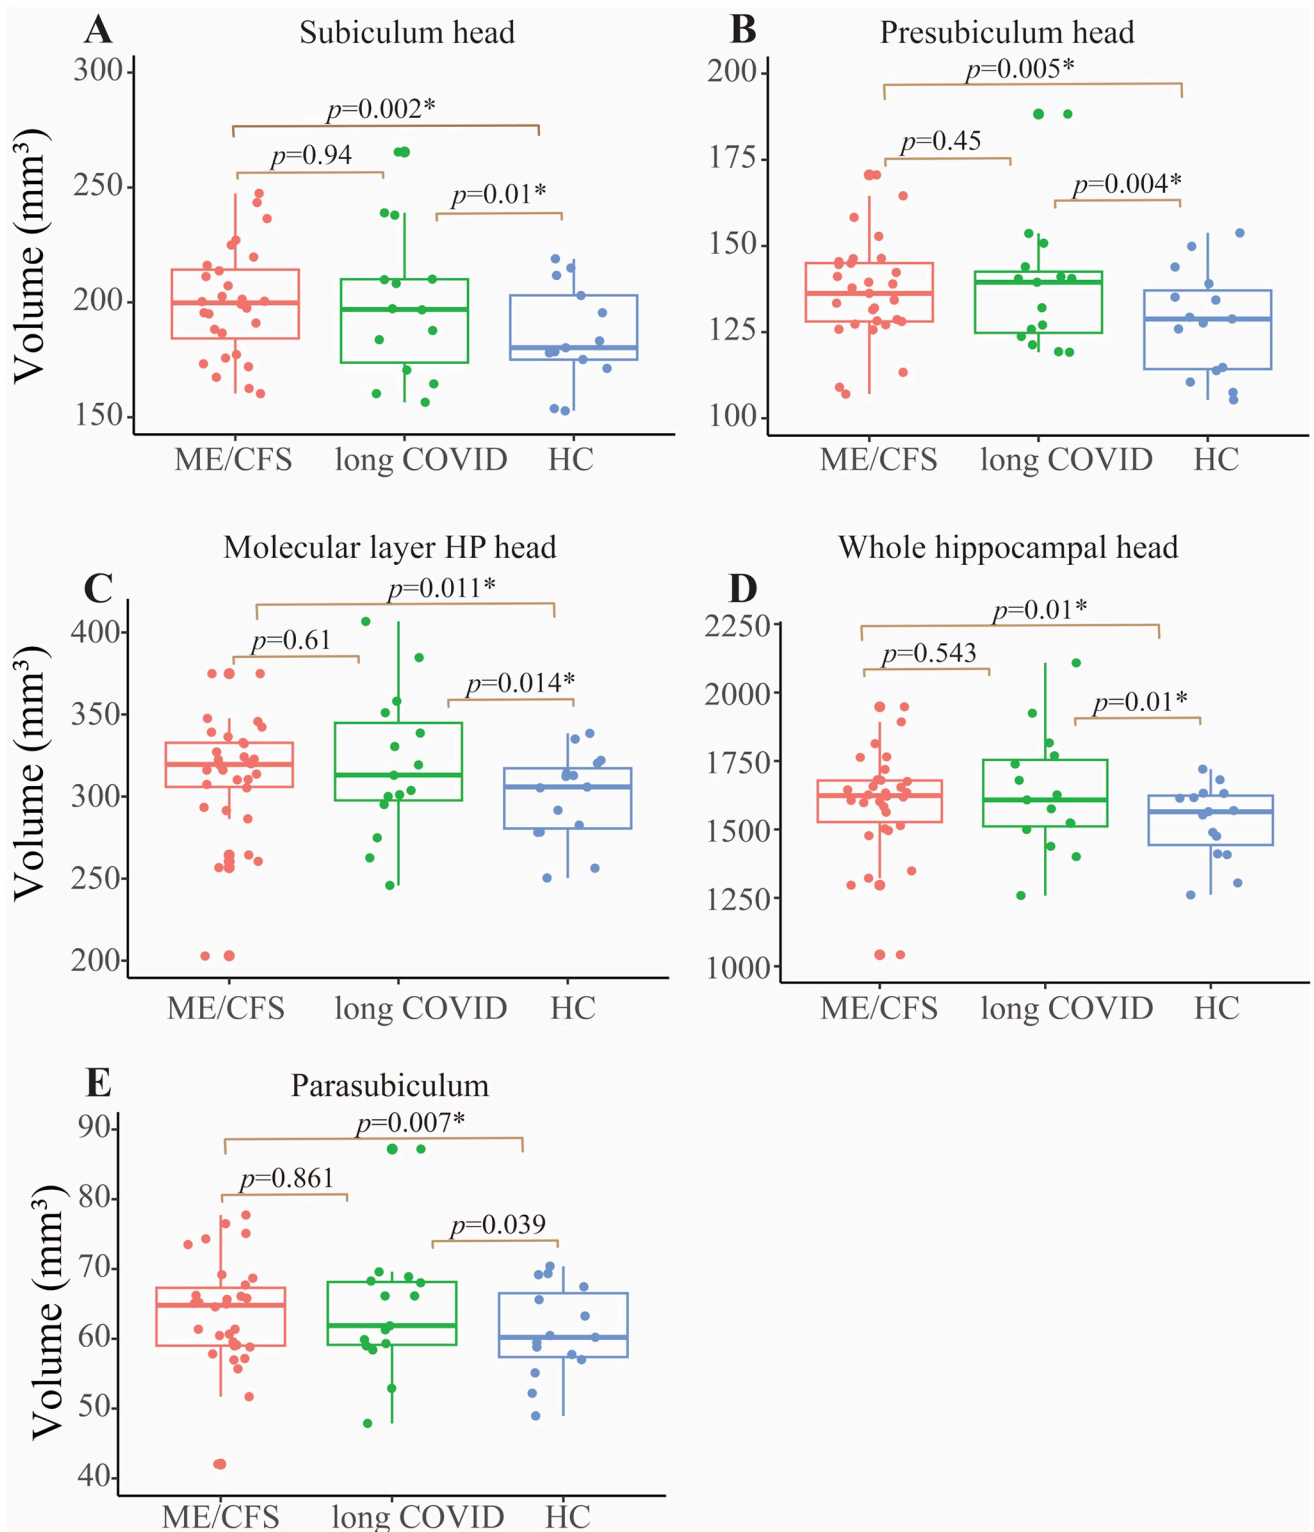 A Subiculum head
Volume (mm³)
300
250
200
150
p=0.002*
p=0.94
p=0.01*
ME/CFS long COVID HC
B Presubiculum head
200
175
150
125
100
p=0.005*
p=0.45
p=0.004*
ME/CFS long COVID HC
C Molecular layer HP head
Volume (mm³)
400
350
300
250
200
p=0.011*
p=0.61
p=0.014*
ME/CFS long COVID HC
D Whole hippocampal head
2250
2000
1750
1500
1250
1000
p=0.01*
p=0.543
p=0.01*
ME/CFS long COVID HC
E Parasubiculum
Volume (mm³)
90
80
70
60
50
40
p=0.007*
p=0.861
p=0.039
ME/CFS long COVID HC